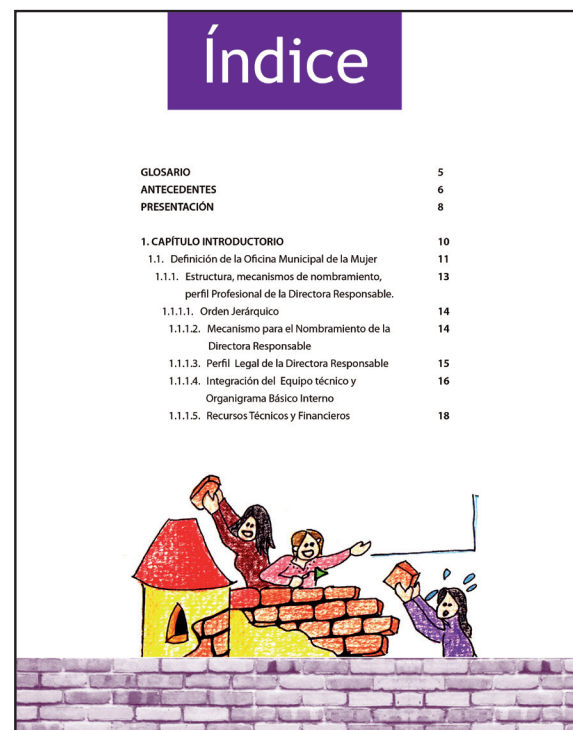 Índice
GLOSARIO 5
ANTECEDENTES 6
PRESENTACIÓN 8
1. CAPÍTULO INTRODUCTORIO 10
1.1. Definición de la Oficina Municipal de la Mujer 11
1.1.1. Estructura, mecanismos de nombramiento, 13
perfil Profesional de la Directora Responsable.
1.1.1.1. Orden Jerárquico 14
1.1.1.2. Mecanismo para el Nombramiento de la 14
Directora Responsable
1.1.1.3. Perfil Legal de la Directora Responsable 15
1.1.1.4. Integración del Equipo técnico y 16
Organigrama Básico Interno
1.1.1.5. Recursos Técnicos y Financieros 18